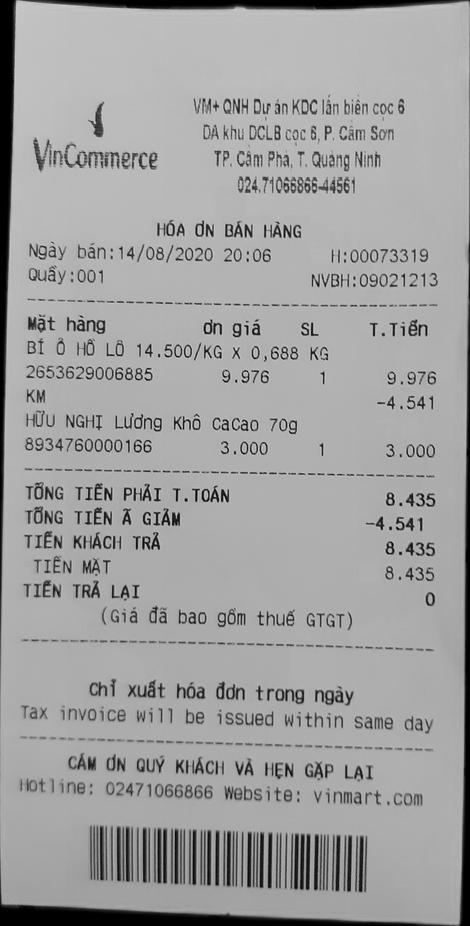 VinCommerce
VM+ QNH Dự án KDC lấn biên cọc 6
DA khu DCLB cọc 6, P. Cẩm Sơn
TP. Cẩm Phả, T. Quảng Ninh
024.71066866-44561
HÓA ƠN BÁN HÀNG
Ngày bán:14/08/2020 20:06 H:00073319
Quầy:001 NVBH:09021213
Mặt hàng ơn giá SL T.Tiền
BÍ Ô HỒ LÔ 14.500/KG X 0,688 KG
2653629006885 9.976 1 9.976
KM -4.541
HỮU NGHỊ Lương Khô CaCao 70g
8934760000166 3.000 1 3.000
TỔNG TIỀN PHẢI T.TOÁN 8.435
TỔNG TIỀN Ã GIẢM -4.541
TIỀN KHÁCH TRẢ 8.435
TIỀN MẶT 8.435
TIỀN TRẢ LẠI 0
(Giá đã bao gồm thuế GTGT)
Chỉ xuất hóa đơn trong ngày
Tax invoice will be issued within same day
CẢM ƠN QUÝ KHÁCH VÀ HẸN GẶP LẠI
Hotline: 02471066866 Website: vinmart.com